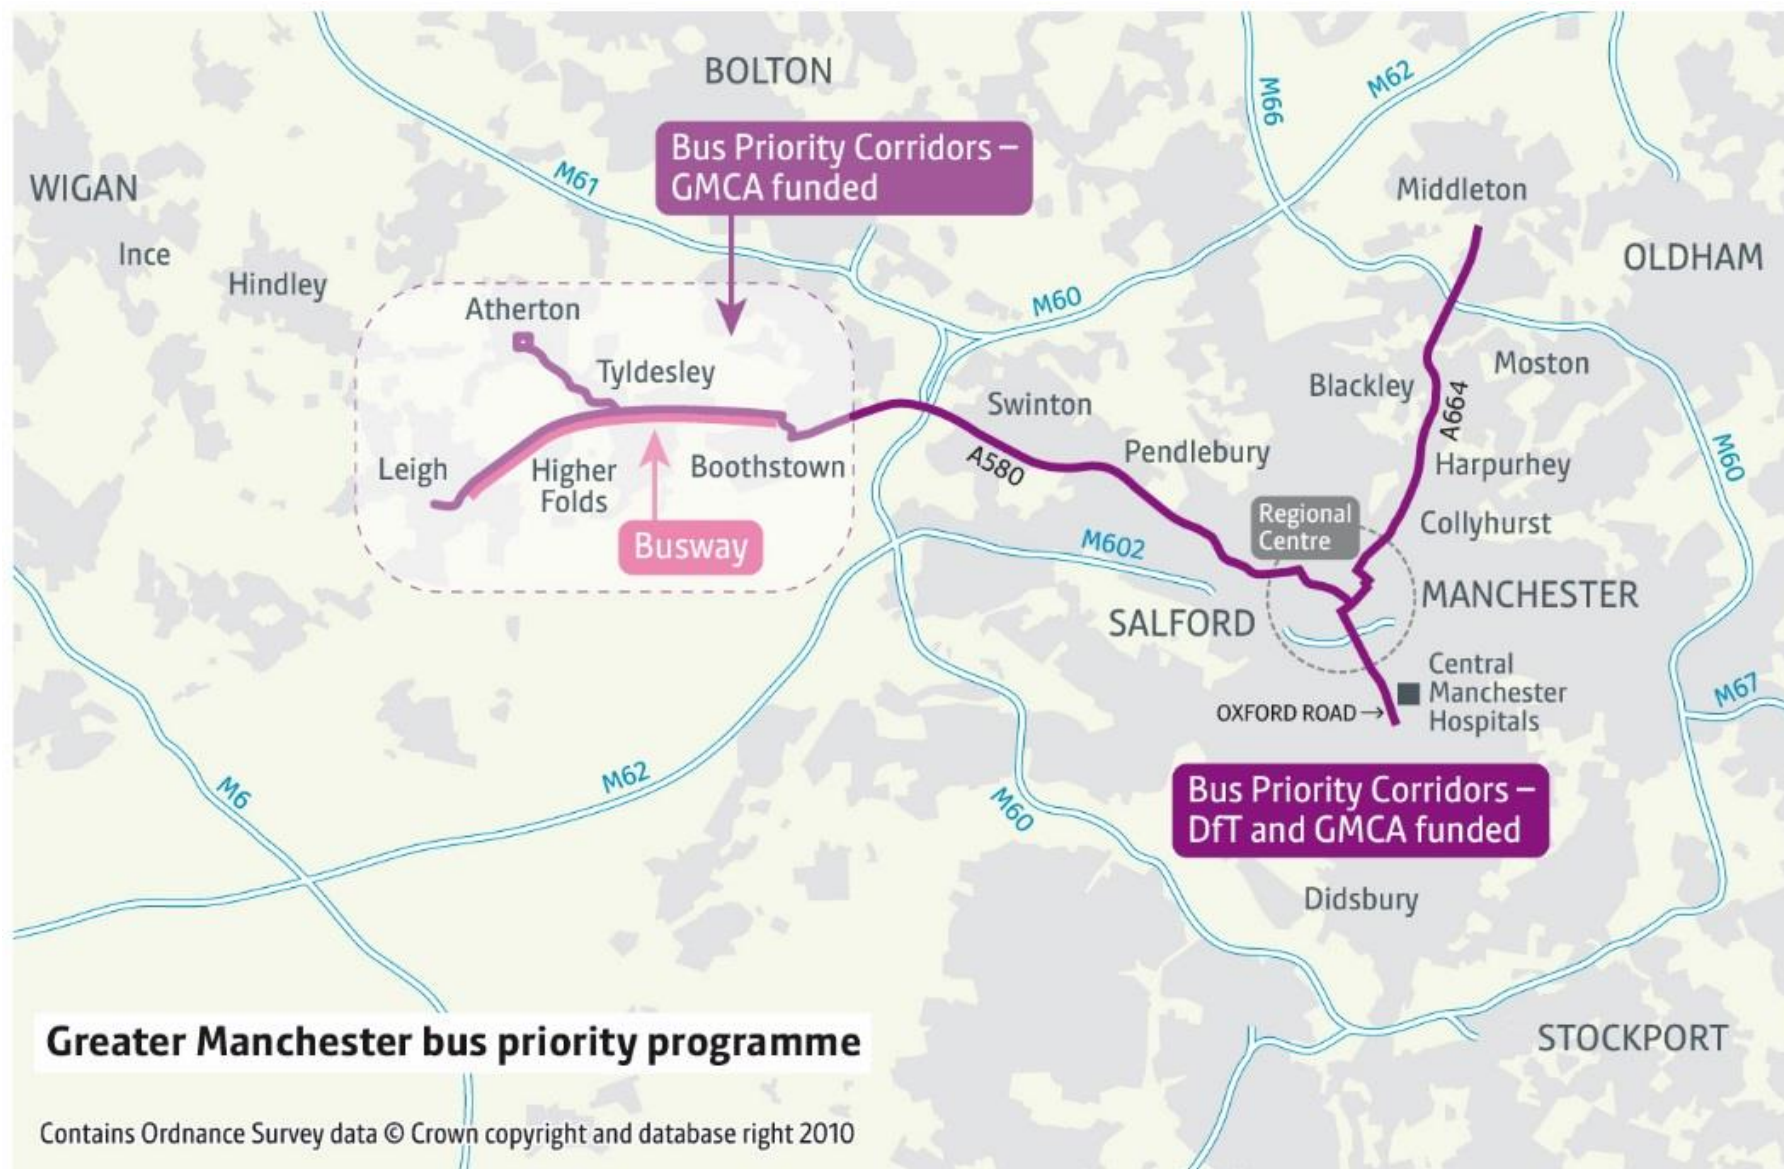 BOLTON
M66
M62
Bus Priority Corridors –
GMCA funded
M61
WIGAN
Middleton
Ince
OLDHAM
Hindley
Atherton
M60
Tyldesley
Moston
Blackley
A664
Swinton
Pendlebury
A580
Leigh
Higher
Folds
Boothstown
Harpurhey
M60
Regional
Centre
Collyhurst
Busway
M602
MANCHESTER
SALFORD
Central
Manchester
Hospitals
OXFORD ROAD →
M67
M6
M62
M60
Bus Priority Corridors –
DfT and GMCA funded
Didsbury
STOCKPORT
Greater Manchester bus priority programme
Contains Ordnance Survey data © Crown copyright and database right 2010